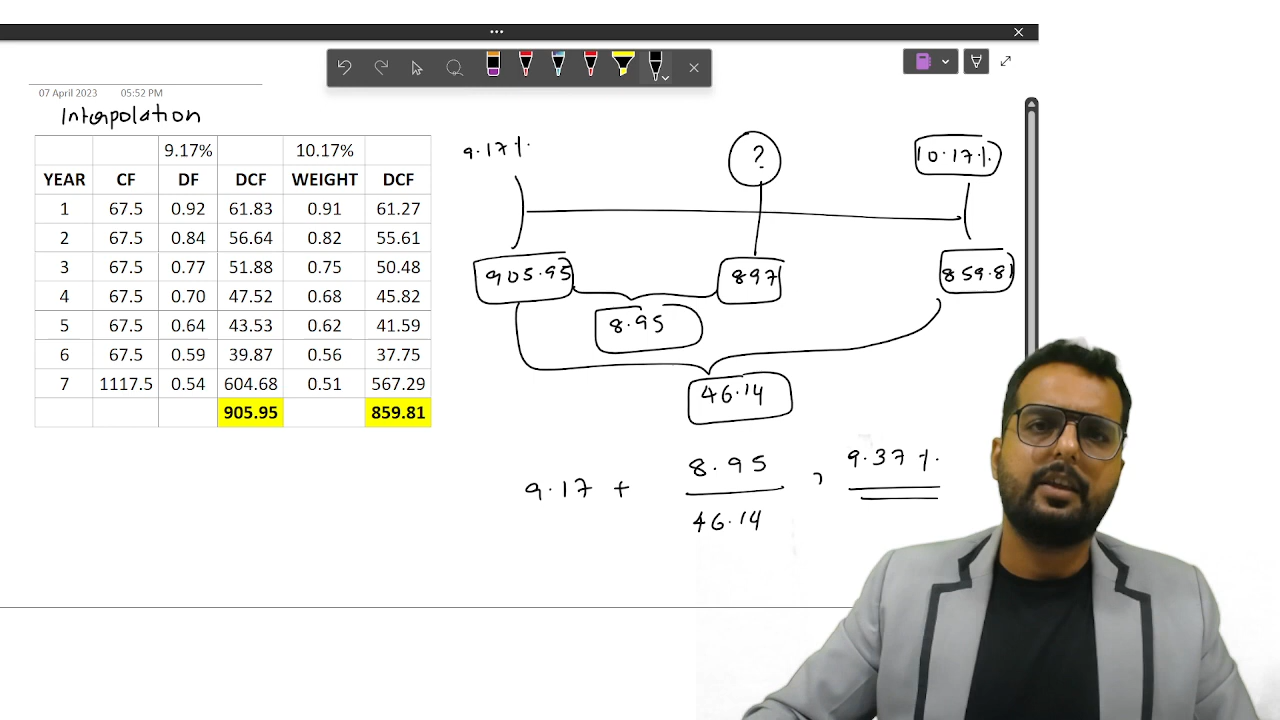 07 April 2023 05:52 PM
Interpolation
9.17% 10.17%
YEAR CF DF DCF WEIGHT DCF
1 67.5 0.92 61.83 0.91 61.27
2 67.5 0.84 56.64 0.82 55.61
3 67.5 0.77 51.88 0.75 50.48
4 67.5 0.70 47.52 0.68 45.82
5 67.5 0.64 43.53 0.62 41.59
6 67.5 0.59 39.87 0.56 37.75
7 1117.5 0.54 604.68 0.51 567.29
905.95 859.81
9.17% ? 10.17%
905.95 897 859.81
8.95
46.14
9.17 + 8.95 , 9.37%
46.14